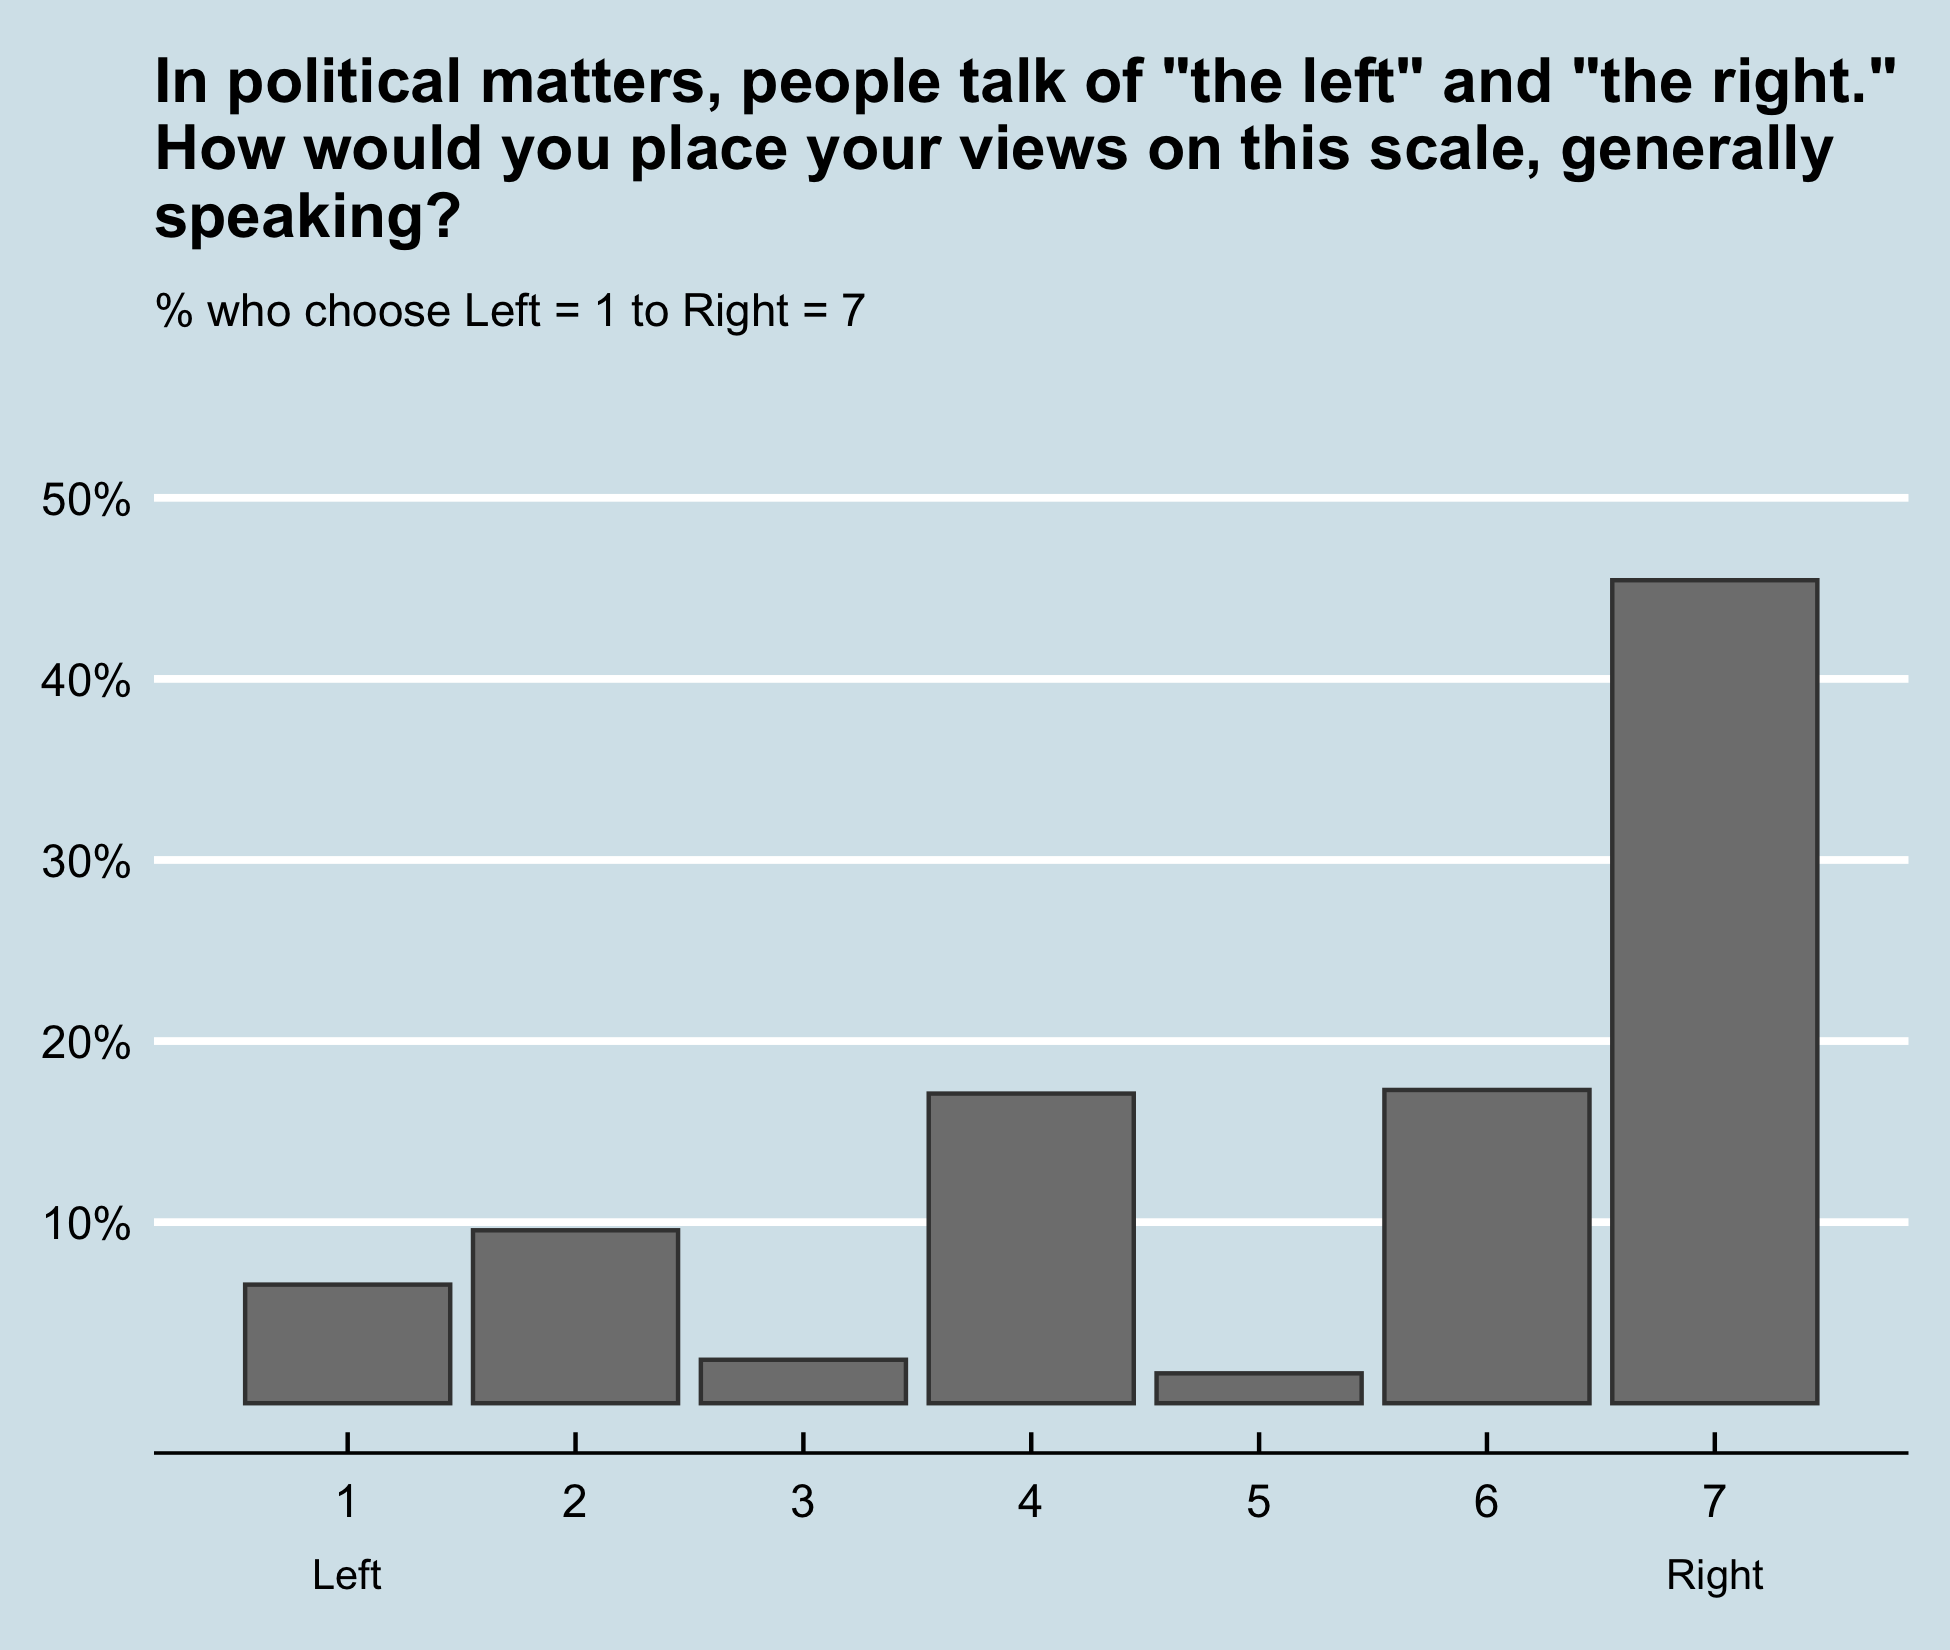 In political matters, people talk of "the left" and "the right."
How would you place your views on this scale, generally
speaking?
% who choose Left = 1 to Right = 7
50%
40%
30%
20%
10%
1 2 3 4 5 6 7
Left Right